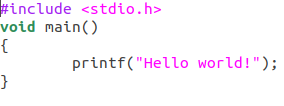 #include <stdio.h>
void main()
{
        printf("Hello world!");
}